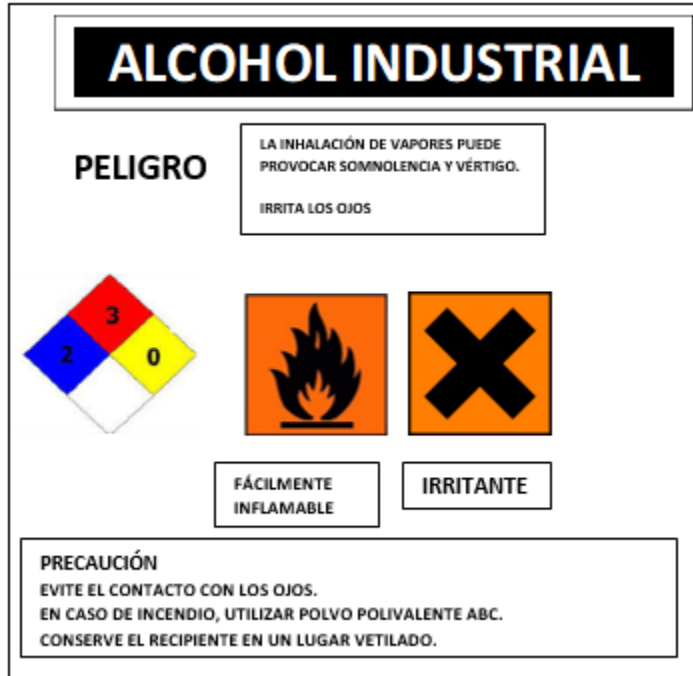 ALCOHOL INDUSTRIAL
PELIGRO
LA INHALACIÓN DE VAPORES PUEDE
PROVOCAR SOMNOLENCIA Y VÉRTIGO.
IRRITA LOS OJOS
3
2
0
FÁCILMENTE
INFLAMABLE
IRRITANTE
PRECAUCIÓN
EVITE EL CONTACTO CON LOS OJOS.
EN CASO DE INCENDIO, UTILIZAR POLVO POLIVALENTE ABC.
CONSERVE EL RECIPIENTE EN UN LUGAR VETILADO.